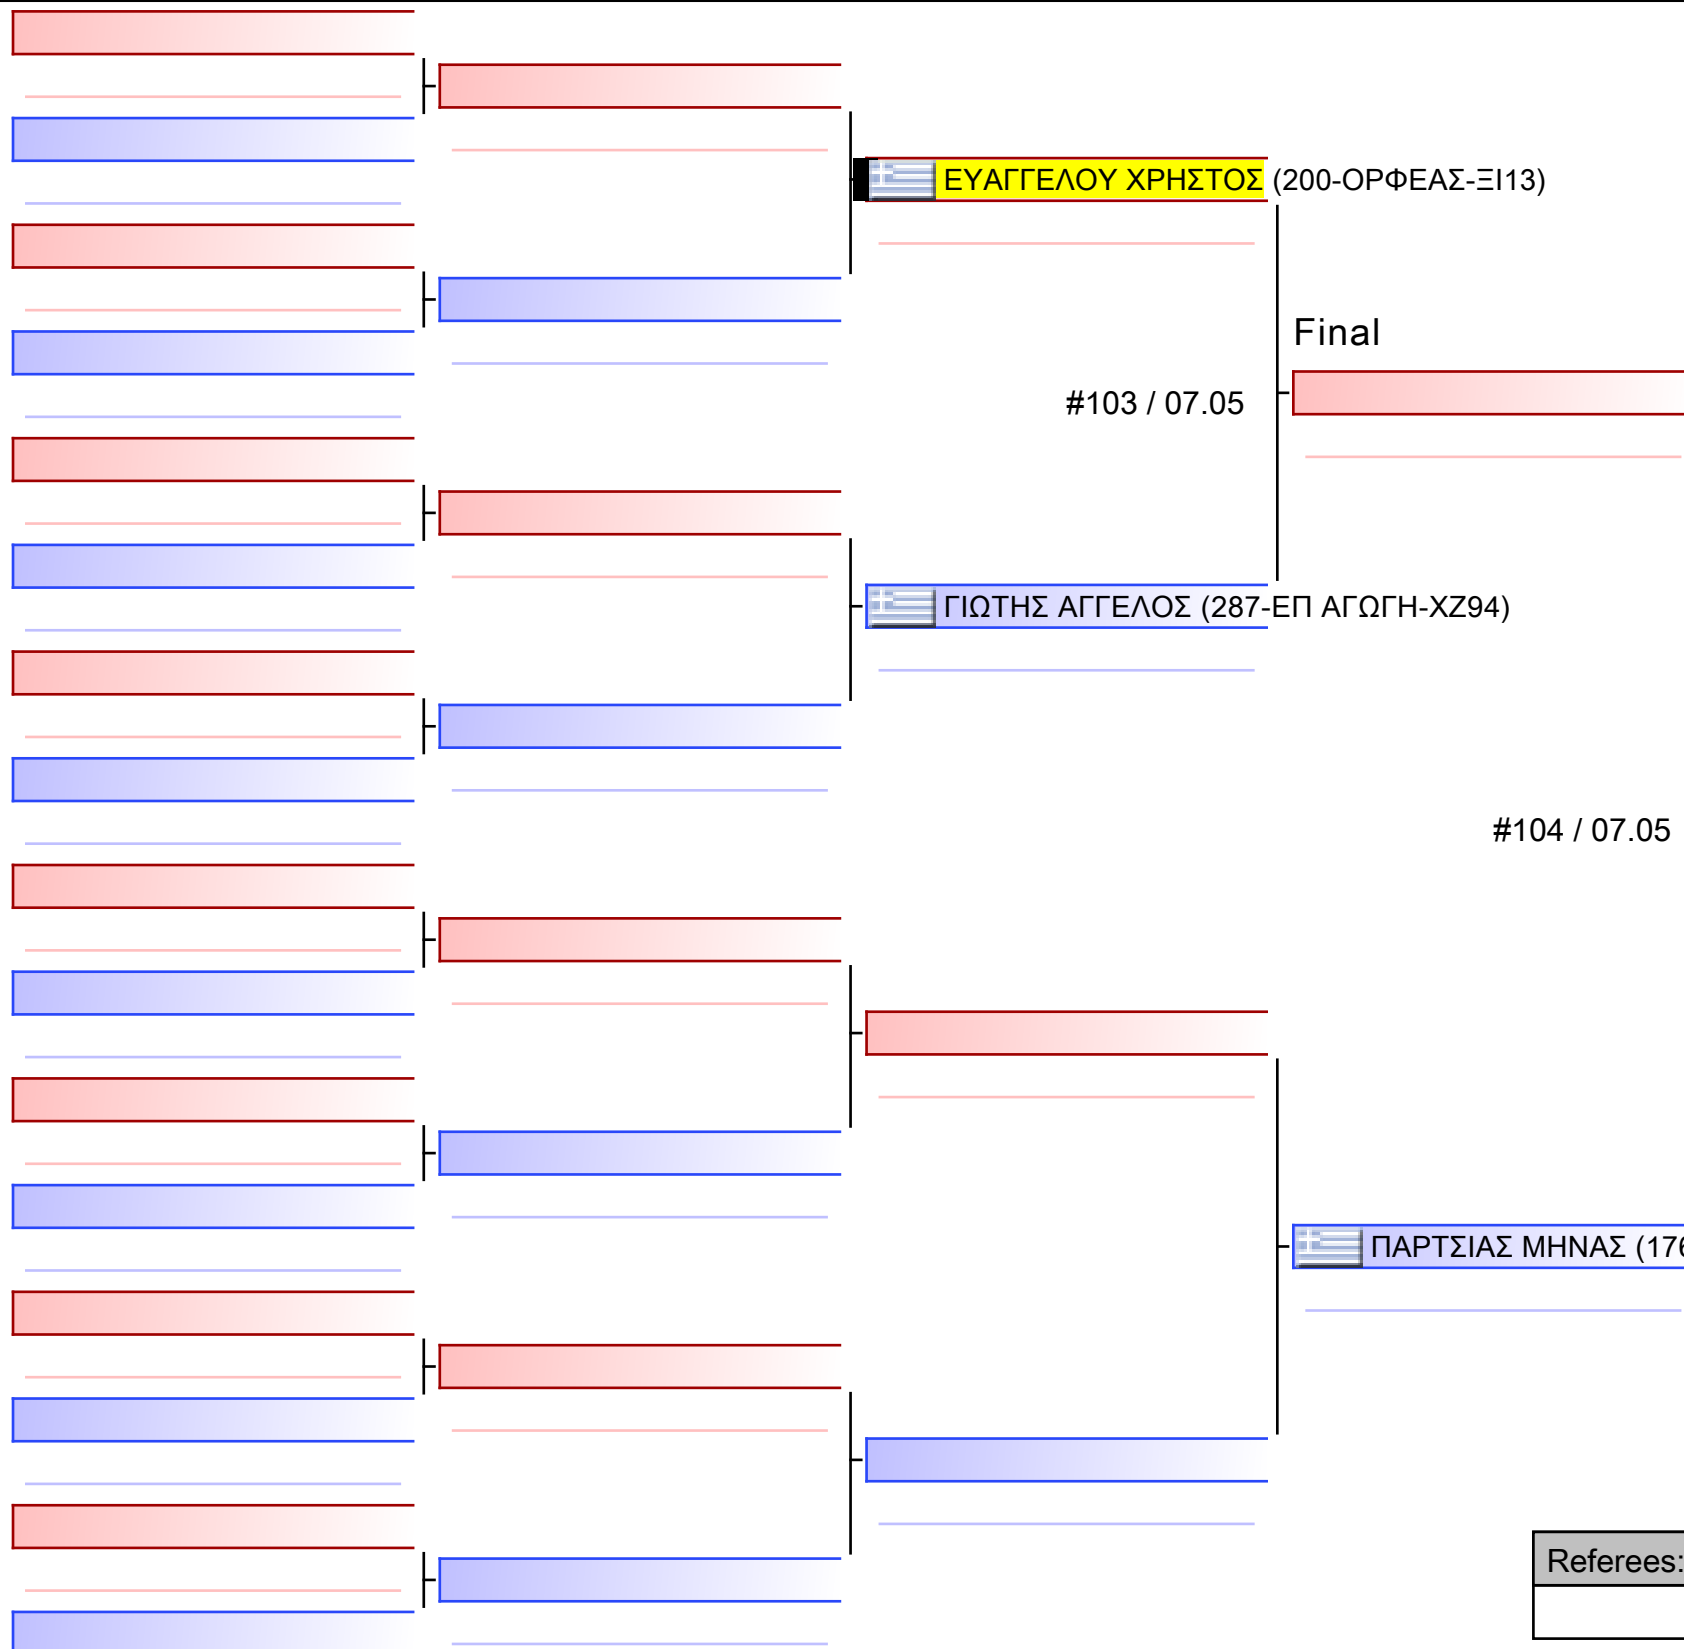 ΕΥΑΓΓΕΛΟΥ ΧΡΗΣΤΟΣ (200-ΟΡΦΕΑΣ-ΞΙ13)
Final
#103 / 07.05
ΓΙΩΤΗΣ ΑΓΓΕΛΟΣ (287-ΕΠ ΑΓΩΓΗ-ΧΖ94)
#104 / 07.05
ΠΑΡΤΣΙΑΣ ΜΗΝΑΣ (176
Referees: